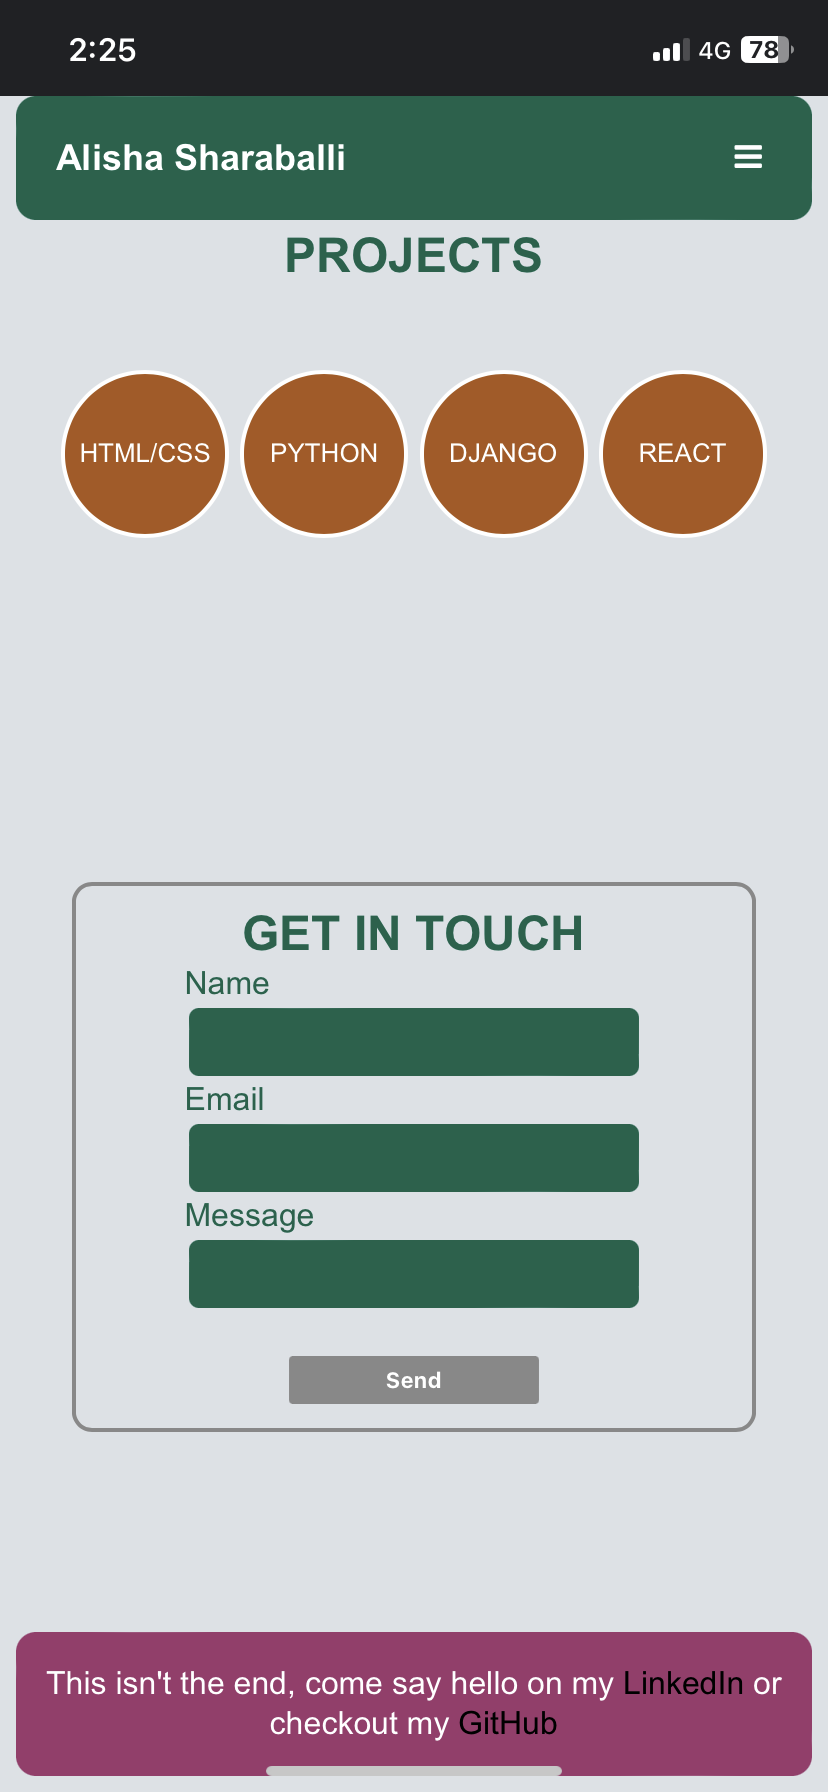 2:25 4G 78
Alisha Sharaballi
PROJECTS
HTML/CSS PYTHON DJANGO REACT
GET IN TOUCH
Name
Email
Message
Send
This isn't the end, come say hello on my LinkedIn or
checkout my GitHub